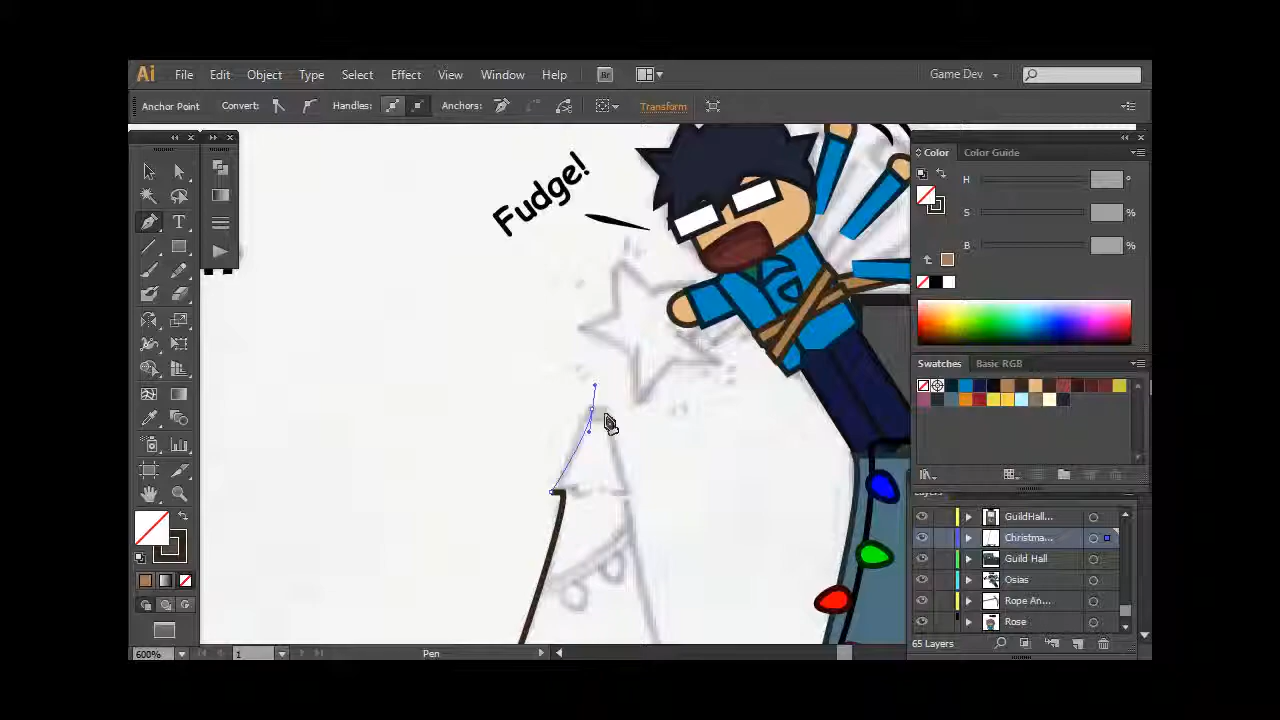 Ai File Edit Object Type Select Effect View Window Help Br Game Dev
Anchor Point Convert: Handles: Anchors: Transform
Fudge!
Color Color Guide
H °
S %
B %
Swatches Basic RGB
Layers
GuildHall...
Christma...
Guild Hall
Osias
Rope An...
Rose
65 Layers
600% 1 Pen